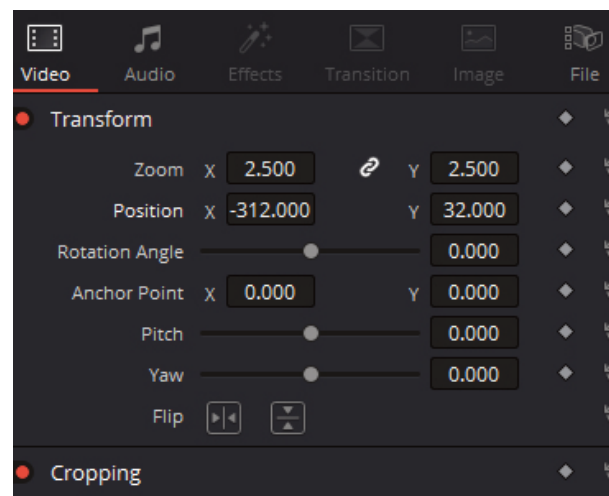 Video Audio Effects Transition Image File
Transform
Zoom X 2.500 Y 2.500
Position X -312.000 Y 32.000
Rotation Angle 0.000
Anchor Point X 0.000 Y 0.000
Pitch 0.000
Yaw 0.000
Flip
Cropping